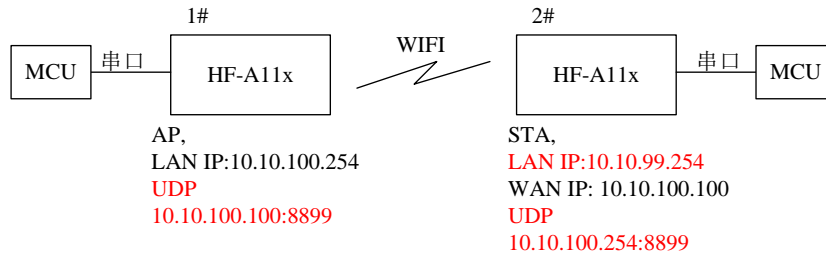 1#
2#
MCU
串口
HF-A11x
WIFI
HF-A11x
串口
MCU
AP,
LAN IP:10.10.100.254
UDP
10.10.100.100:8899
STA,
LAN IP:10.10.99.254
WAN IP: 10.10.100.100
UDP
10.10.100.254:8899